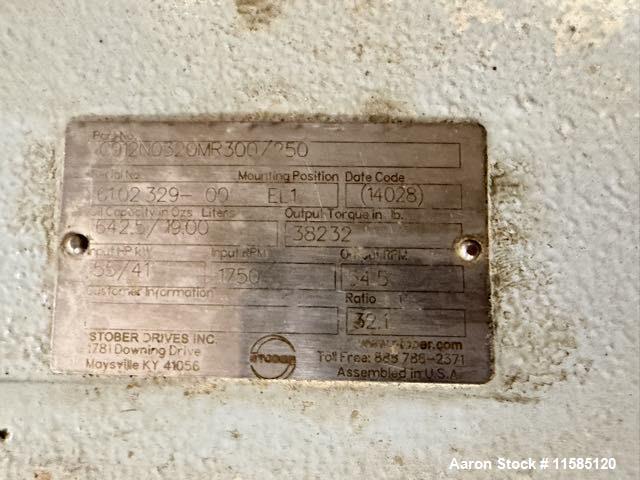 Part No.
C912N0320MR300/250
Serial No. Mounting Position Date Code
6102329- 00 EL1 (14028)
Oil Capacity in Ozs. Liters Output Torque in lb.
642.5/19.00 38232
Input HP KW Input RPM Output RPM
55/41 1750 54.5
Customer Information Ratio
32.1
STOBER DRIVES INC. www.stober.com
1781 Downing Drive STOBER Toll Free: 888 786-2371
Maysville KY 41056 Assembled in U.S.A.
Aaron Stock # 11585120